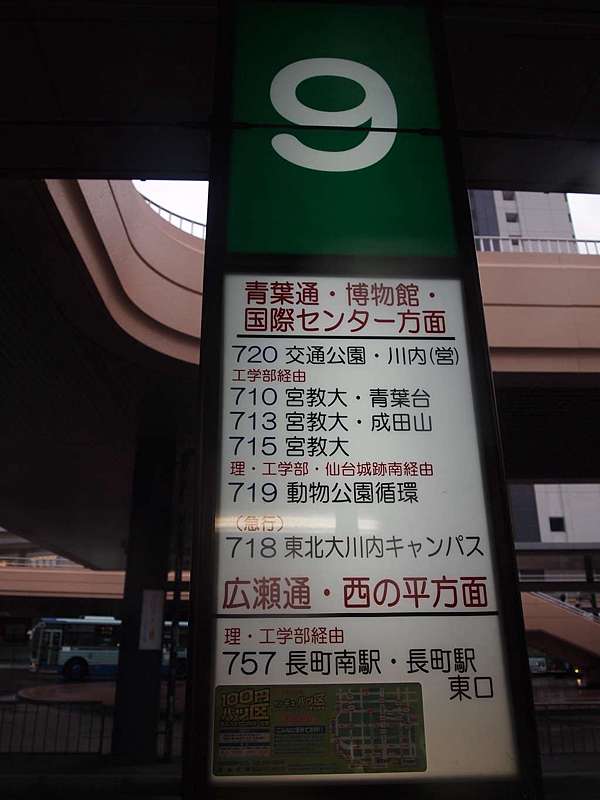 9
青葉通・博物館・
国際センター方面
720 交通公園・川内(営)
工学部経由
710 宮教大・青葉台
713 宮教大・成田山
715 宮教大
理・工学部・仙台城跡南経由
719 動物公園循環
(急行)
718 東北大川内キャンパス
広瀬通・西の平方面
理・工学部経由
757 長町南駅・長町駅
東口
100円
パッ区